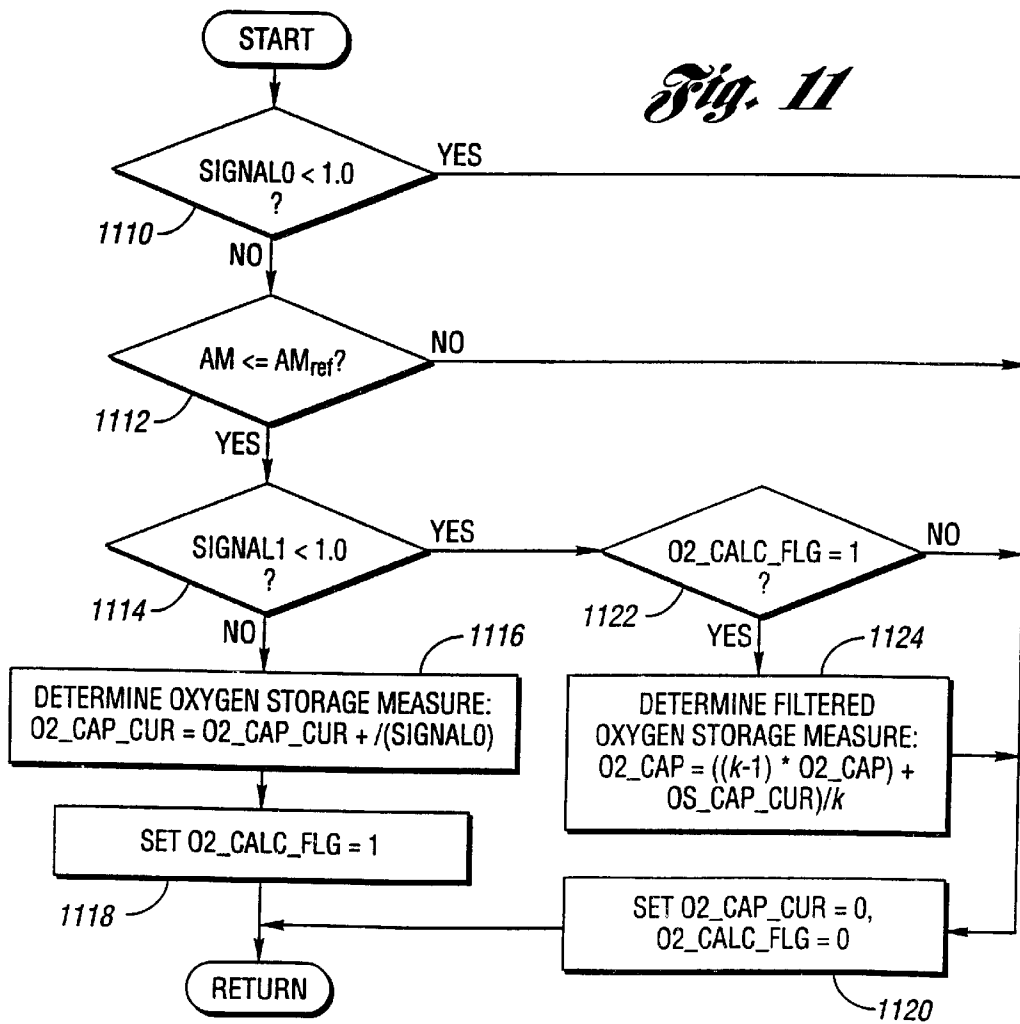 START
Fig. 11
SIGNAL0 < 1.0
?
YES
1110
NO
AM <= AMref?
NO
1112
YES
SIGNAL1 < 1.0
?
YES
1114
NO
O2_CALC_FLG = 1
?
NO
1122
YES
1116
DETERMINE OXYGEN STORAGE MEASURE:
O2_CAP_CUR = O2_CAP_CUR + /(SIGNAL0)
1124
DETERMINE FILTERED
OXYGEN STORAGE MEASURE:
O2_CAP = ((k-1) * O2_CAP) +
OS_CAP_CUR)/k
SET O2_CALC_FLG = 1
1118
SET O2_CAP_CUR = 0,
O2_CALC_FLG = 0
1120
RETURN